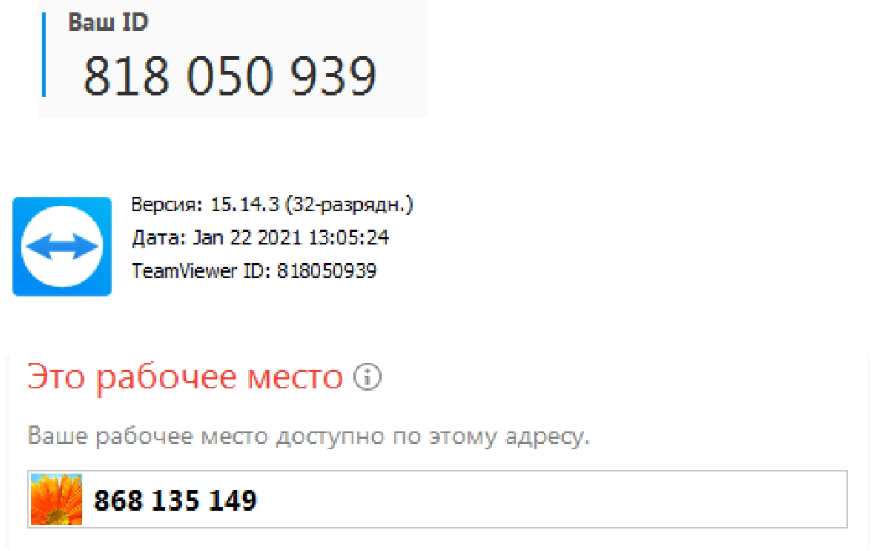 Ваш ID
818 050 939
Версия: 15.14.3 (32-разрядн.)
Дата: Jan 22 2021 13:05:24
TeamViewer ID: 818050939
Это рабочее место
Ваше рабочее место доступно по этому адресу.
868 135 149